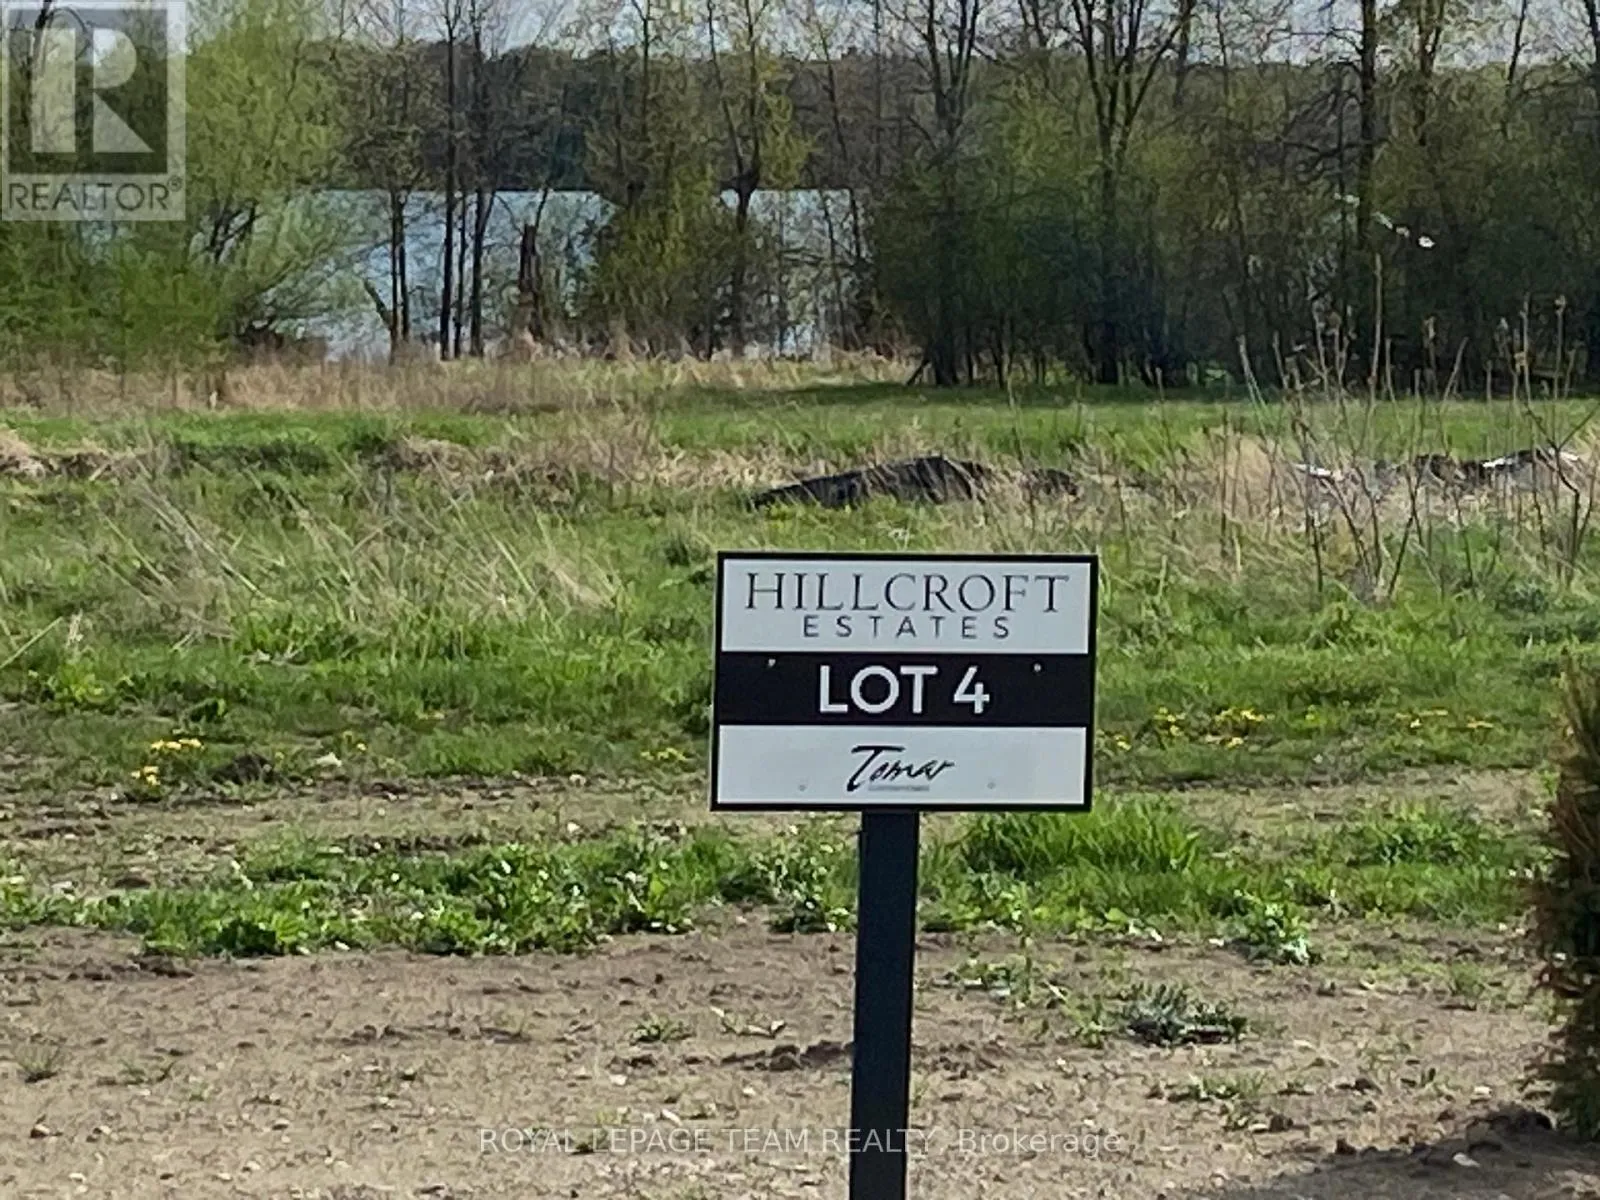 R
REALTOR®
HILLCROFT
ESTATES
LOT 4
Tomar
ROYAL LEPAGE TEAM REALTY, Brokerage